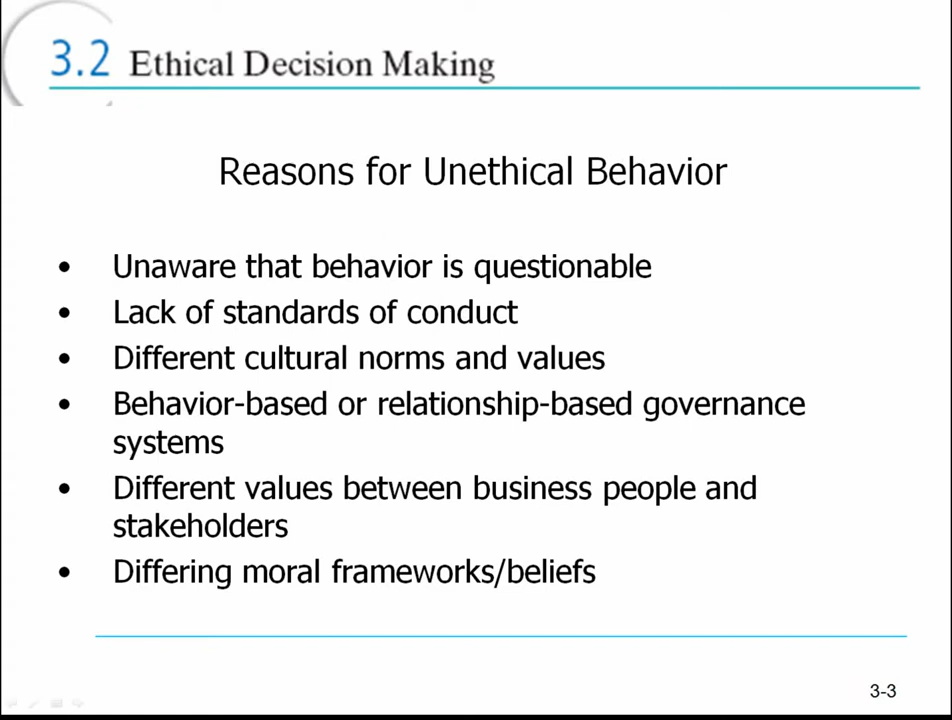 3.2 Ethical Decision Making
Reasons for Unethical Behavior
• Unaware that behavior is questionable
• Lack of standards of conduct
• Different cultural norms and values
• Behavior-based or relationship-based governance
systems
• Different values between business people and
stakeholders
• Differing moral frameworks/beliefs
3-3